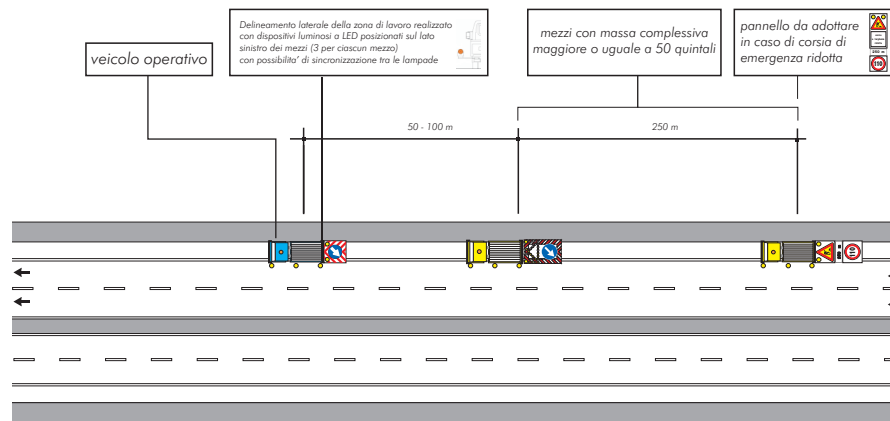 veicolo operativo
Delineamento laterale della zona di lavoro realizzato
con dispositivi luminosi a LED posizionati sul lato
sinistro dei mezzi (3 per ciascun mezzo)
con possibilita' di sincronizzazione tra le lampade
mezzi con massa complessiva
maggiore o uguale a 50 quintali
pannello da adottare
in caso di corsia di
emergenza ridotta
110
50 - 100 m
250 m
110